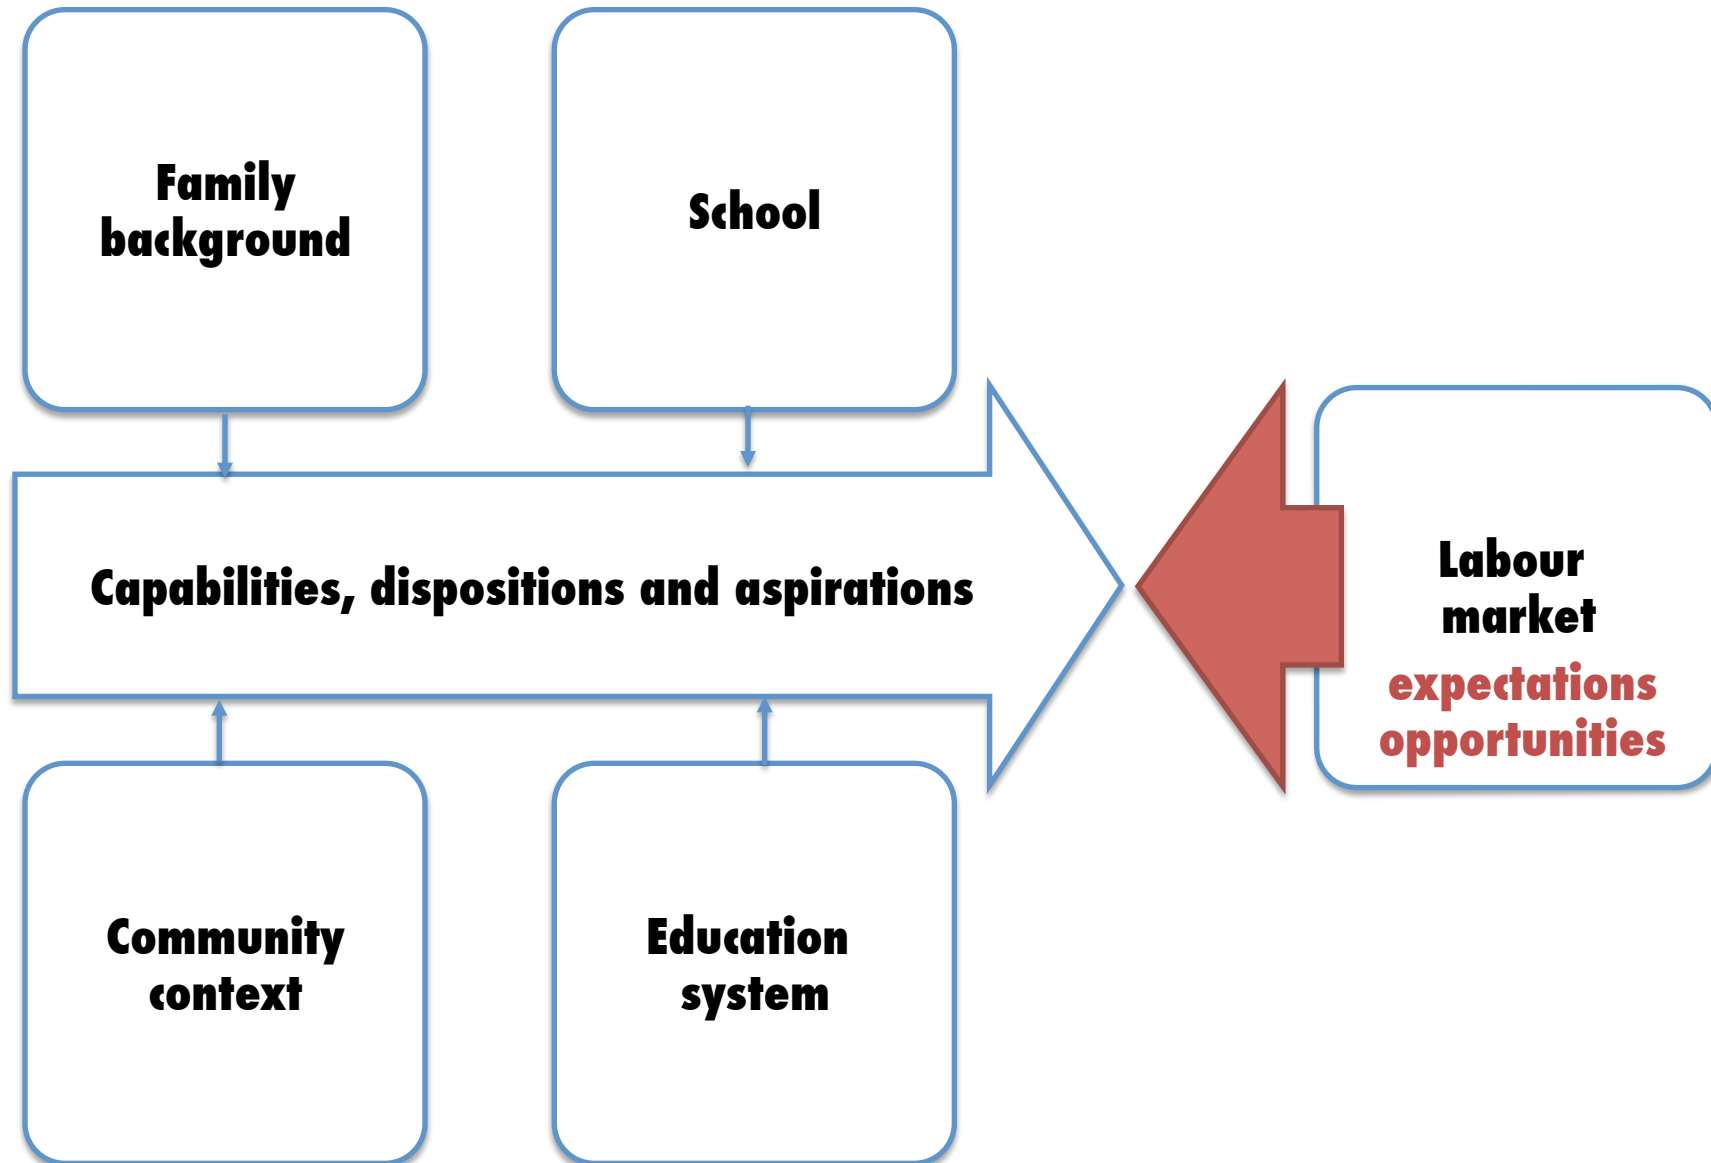 Family
background
School
Capabilities, dispositions and aspirations
Labour
market
expectations
opportunities
Community
context
Education
system